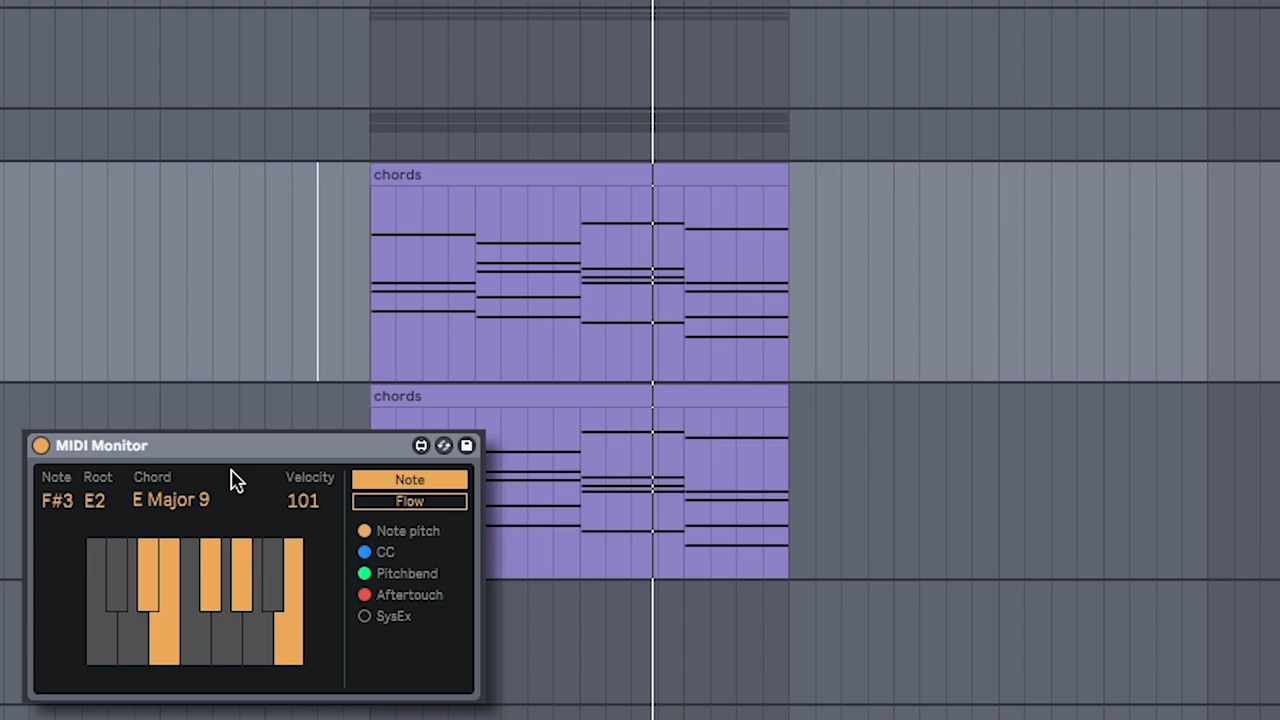 chords
chords
MIDI Monitor
Note Root Chord Velocity
F#3 E2 E Major 9 101
Note
Flow
Note pitch
CC
Pitchbend
Aftertouch
SysEx